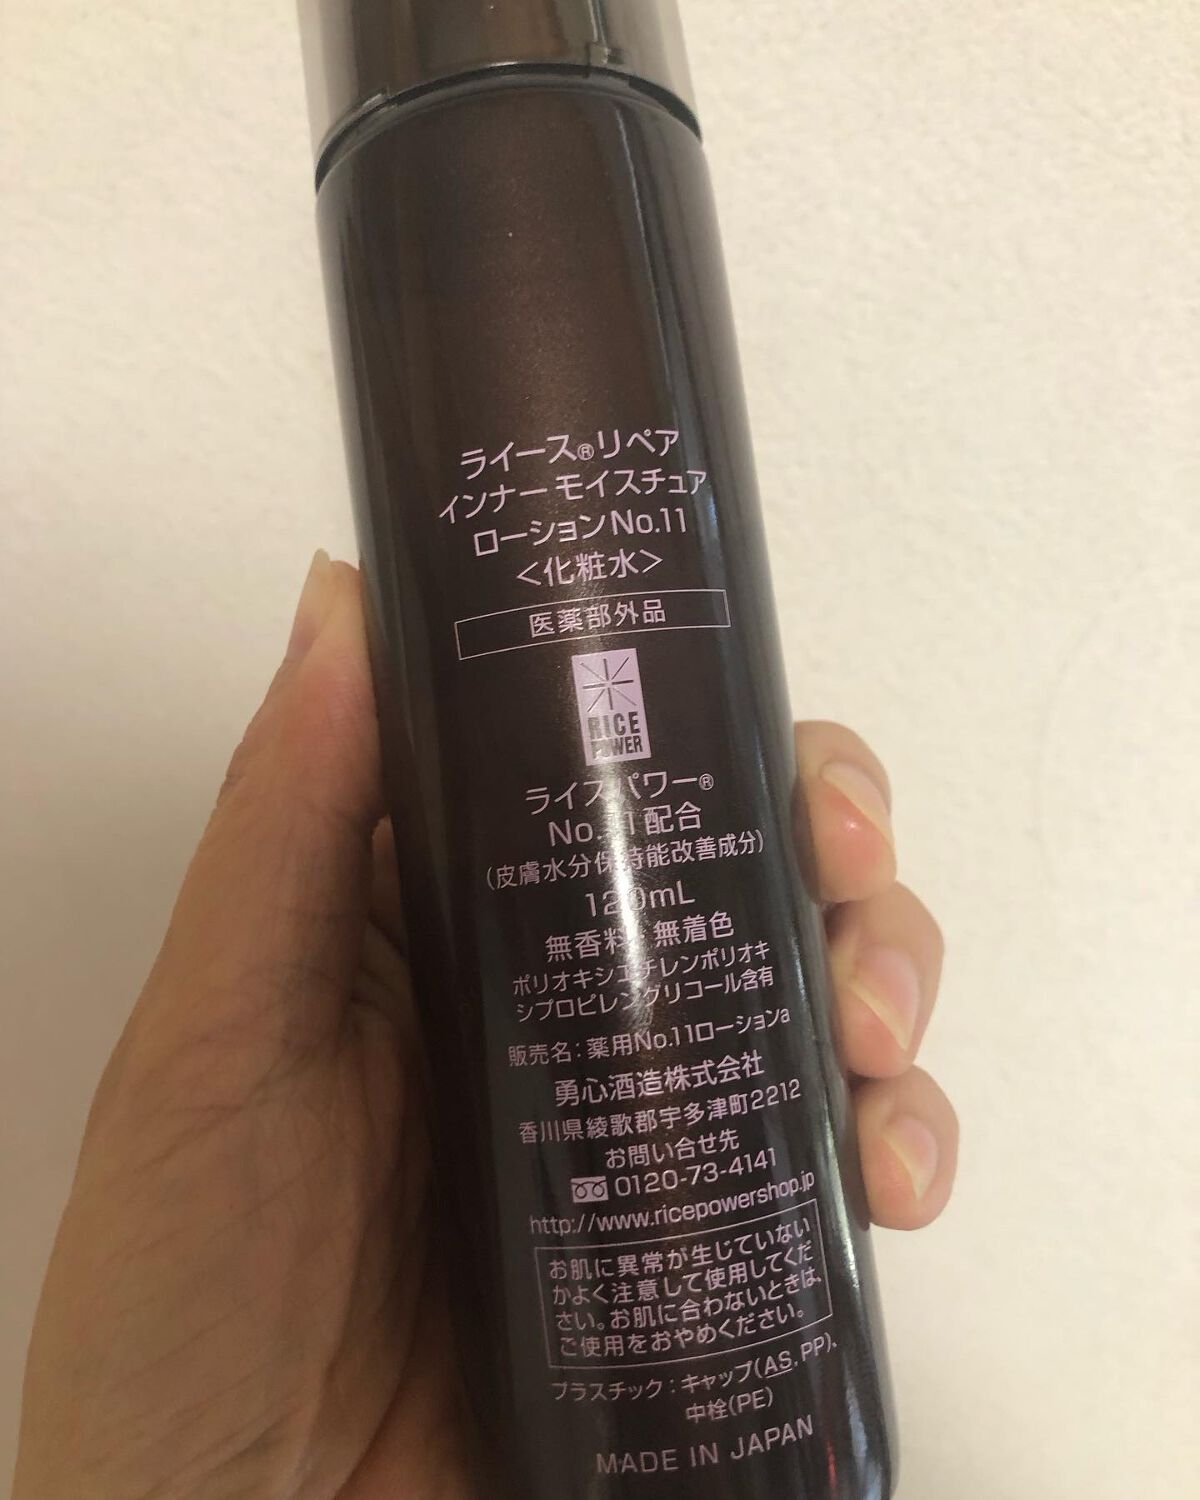 ライース®リペア
インナー モイスチュア
ローションNo.11
<化粧水>
医薬部外品
RICE
POWER
ライスパワー®
No.11配合
(皮膚水分保持能改善成分)
120mL
無香料・無着色
ポリオキシエチレンポリオキ
シプロピレングリコール含有
販売名:薬用No.11ローションa
勇心酒造株式会社
香川県綾歌郡宇多津町2212
お問い合せ先
0120-73-4141
http://www.ricepowershop.jp
お肌に異常が生じていない
かよく注意して使用してくだ
さい。お肌に合わないときは、
ご使用をおやめください。
プラスチック:キャップ(AS,PP)、
中栓(PE)
MADE IN JAPAN